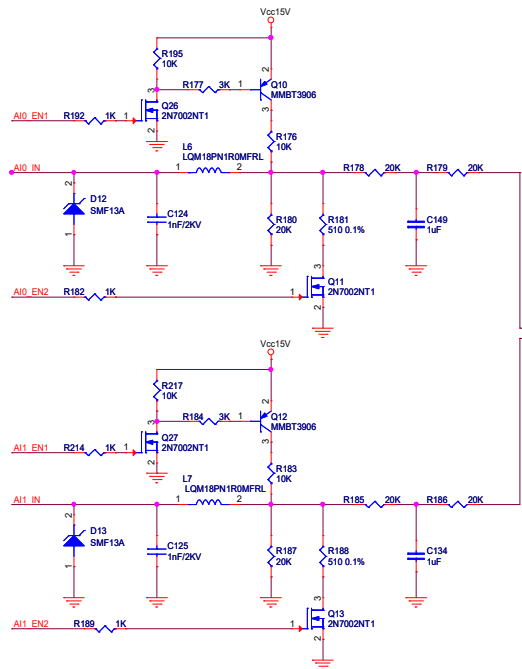 Vcc15V
R195
10K
2
3
R177 3K 1
Q10
MMBT3906
Q26
2N7002NT1
AI0_EN1 R192 1K 1
2
3
R176
10K
L6
LQM18PN1R0MFRL
AI0_IN 1 2 R178 20K R179 20K
2
D12
SMF13A
1
C124
1nF/2KV
R180
20K
R181
510 0.1%
C149
1uF
3
Q11
2N7002NT1
AI0_EN2 R182 1K 1
2
Vcc15V
R217
10K
2
3
R184 3K 1
Q12
MMBT3906
Q27
2N7002NT1
AI1_EN1 R214 1K 1
2
3
R183
10K
L7
LQM18PN1R0MFRL
AI1_IN 1 2 R185 20K R186 20K
2
D13
SMF13A
1
C125
1nF/2KV
R187
20K
R188
510 0.1%
C134
1uF
3
Q13
2N7002NT1
AI1_EN2 R189 1K 1
2